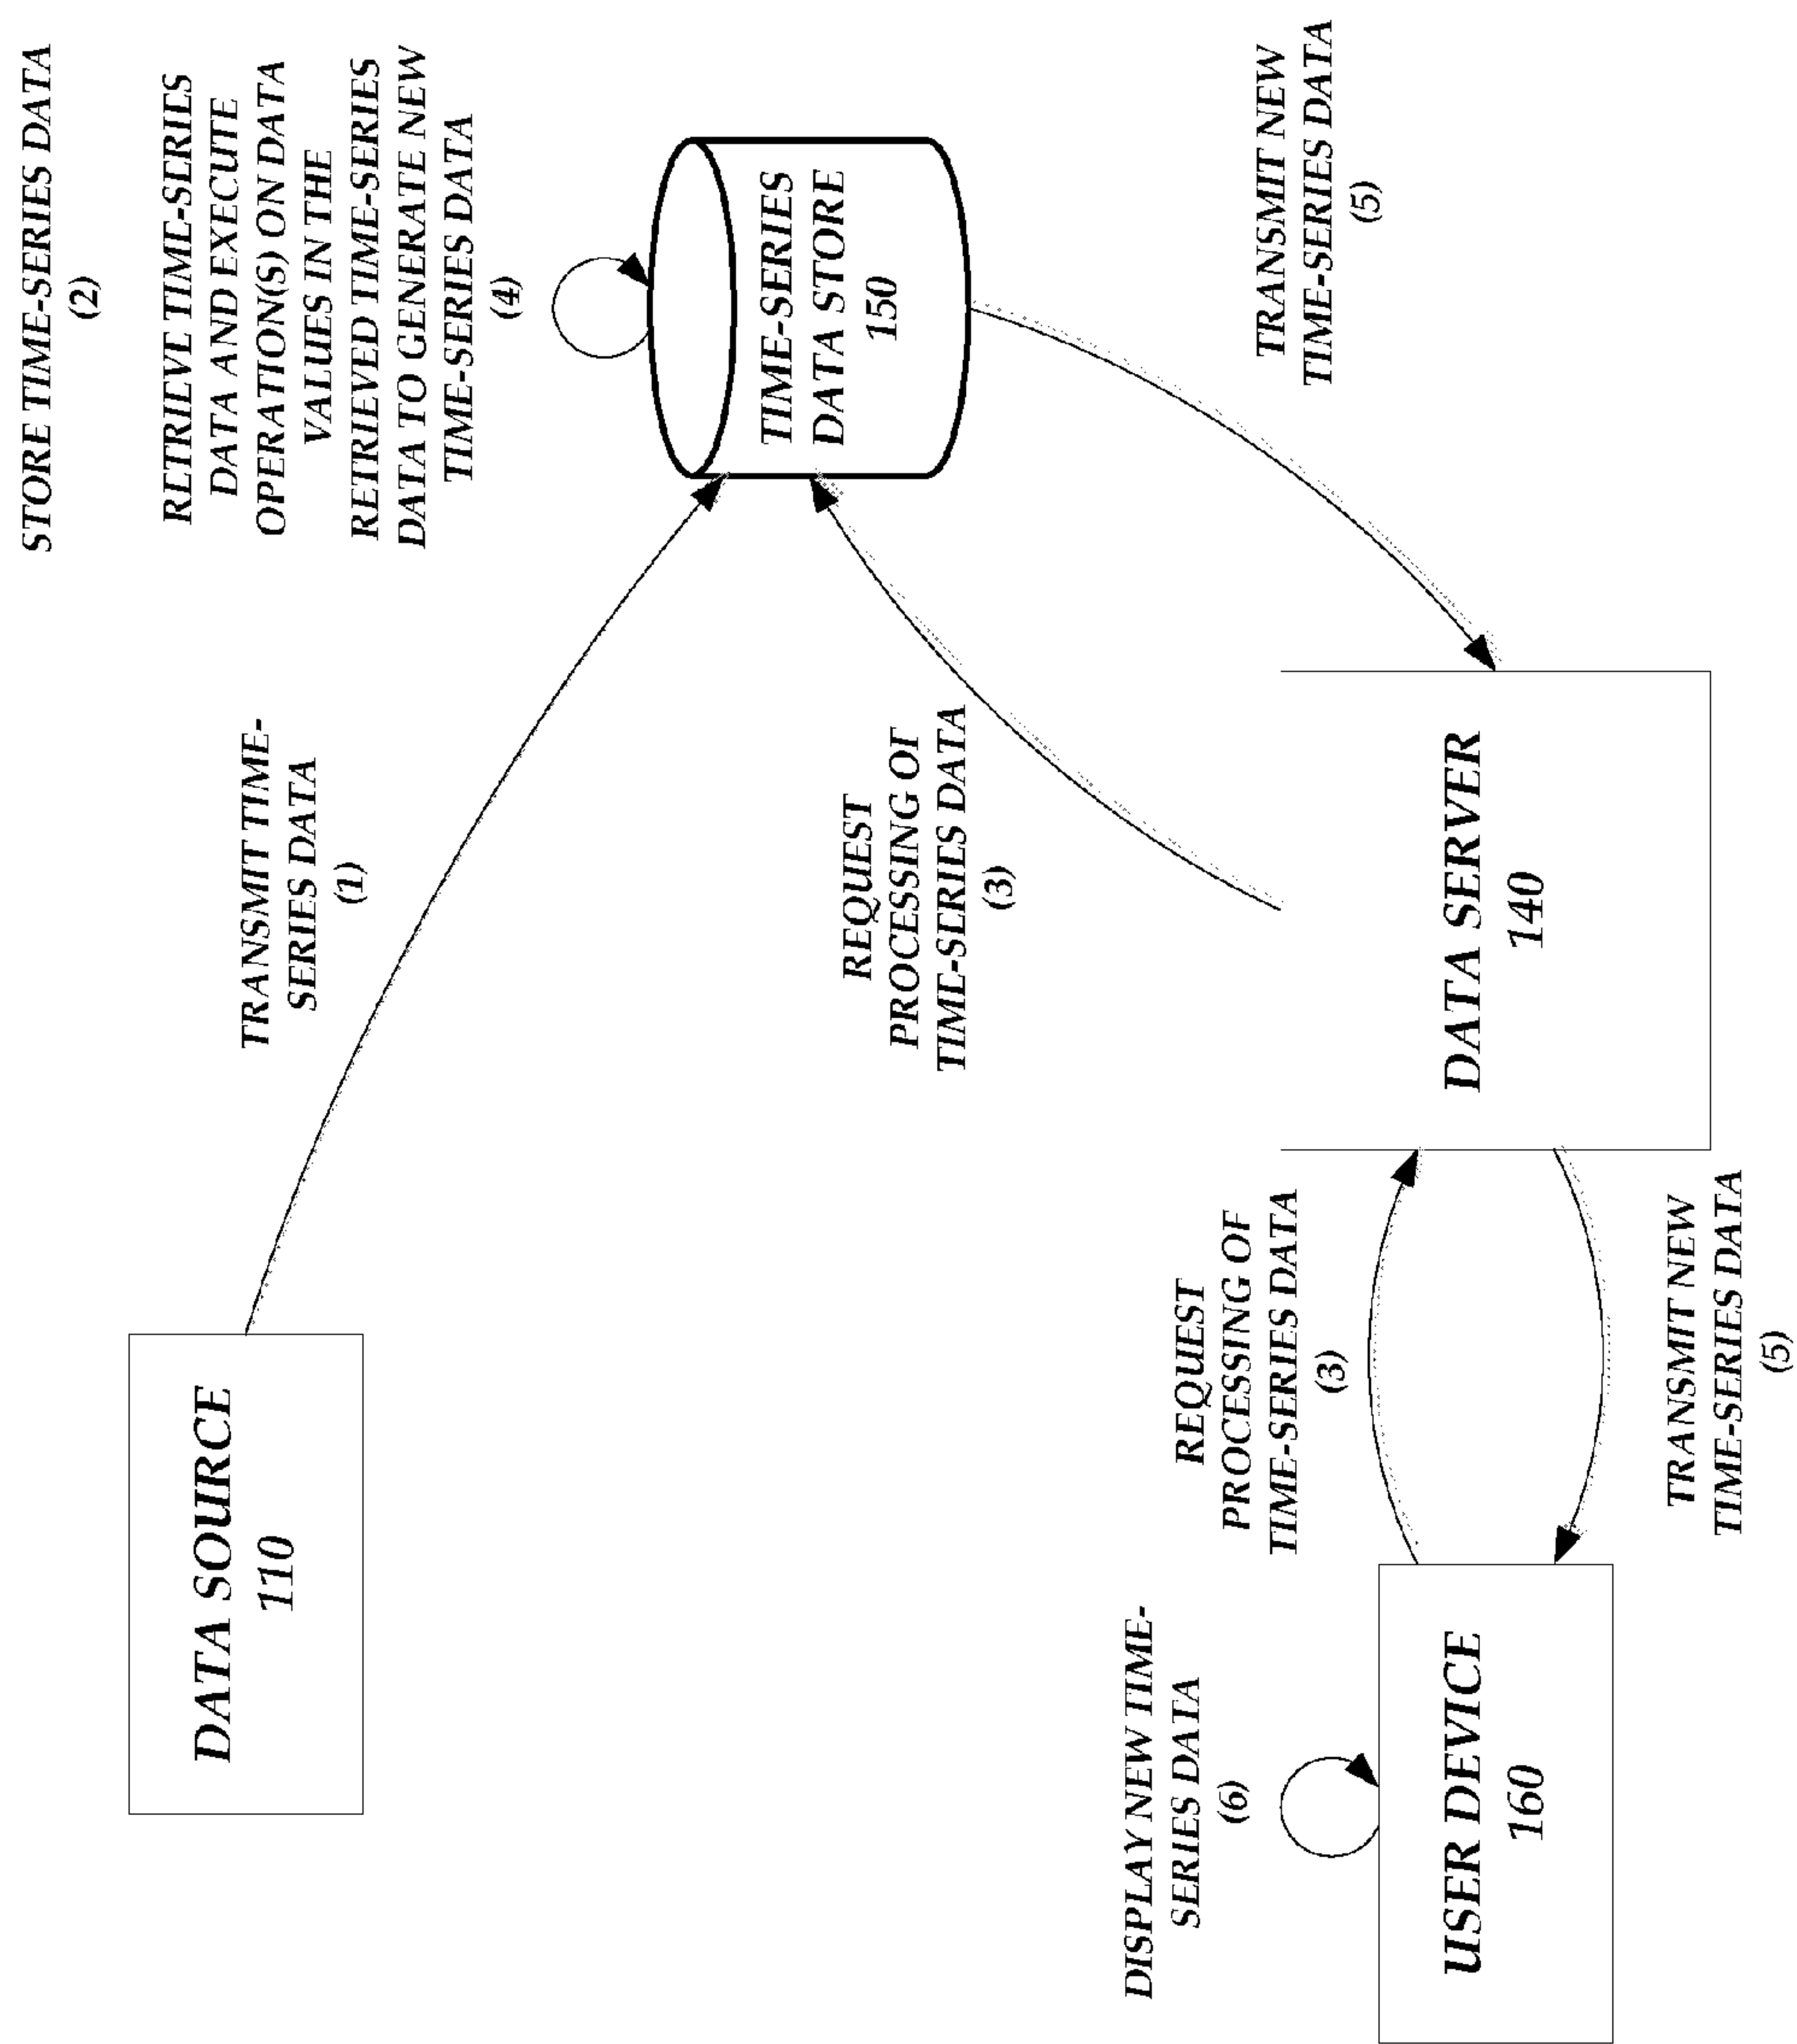 STORE TIME-SERIES DATA
(2)
RETRIEVE TIME-SERIES
DATA AND EXECUTE
OPERATION(S) ON DATA
VALUES IN THE
RETRIEVED TIME-SERIES
DATA TO GENERATE NEW
TIME-SERIES DATA
(4)
TRANSMIT TIME-
SERIES DATA
(1)
DATA SOURCE
110
TIME-SERIES
DATA STORE
150
REQUEST
PROCESSING OF
TIME-SERIES DATA
(3)
TRANSMIT NEW
TIME-SERIES DATA
(5)
DISPLAY NEW TIME-
SERIES DATA
(6)
REQUEST
PROCESSING OF
TIME-SERIES DATA
(3)
USER DEVICE
160
DATA SERVER
140
TRANSMIT NEW
TIME-SERIES DATA
(5)